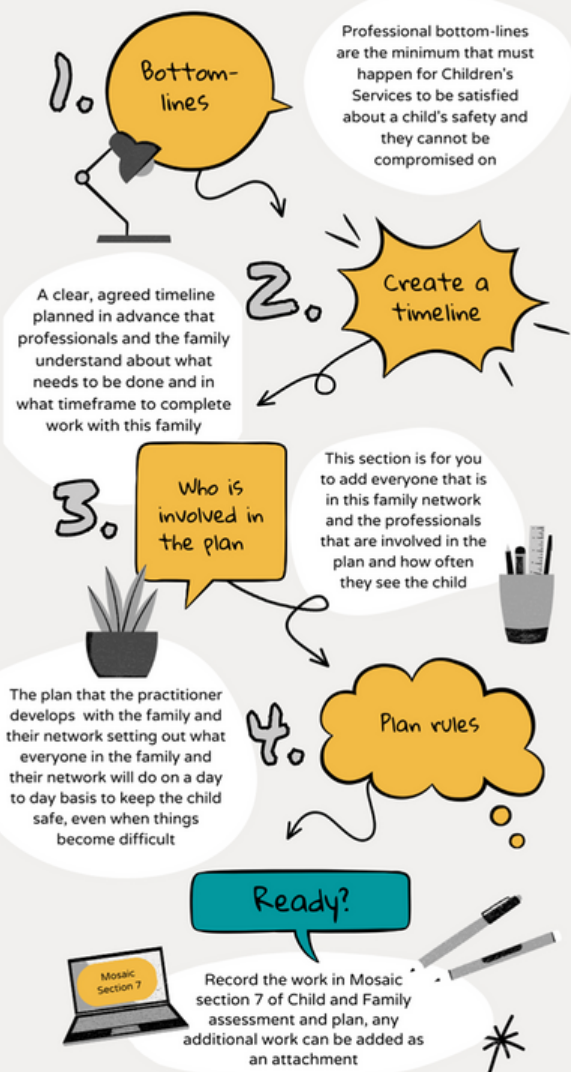 1.
Bottom-
lines
Professional bottom-lines
are the minimum that must
happen for Children's
Services to be satisfied
about a child's safety and
they cannot be
compromised on
2.
Create a
timeline
A clear, agreed timeline
planned in advance that
professionals and the family
understand about what
needs to be done and in
what timeframe to complete
work with this family
3.
Who is
involved in
the plan
This section is for you
to add everyone that is
in this family network
and the professionals
that are involved in the
plan and how often
they see the child
4.
Plan rules
The plan that the practitioner
develops with the family and
their network setting out what
everyone in the family and
their network will do on a day
to day basis to keep the child
safe, even when things
become difficult
Ready?
Mosaic
Section 7
Record the work in Mosaic
section 7 of Child and Family
assessment and plan, any
additional work can be added as
an attachment